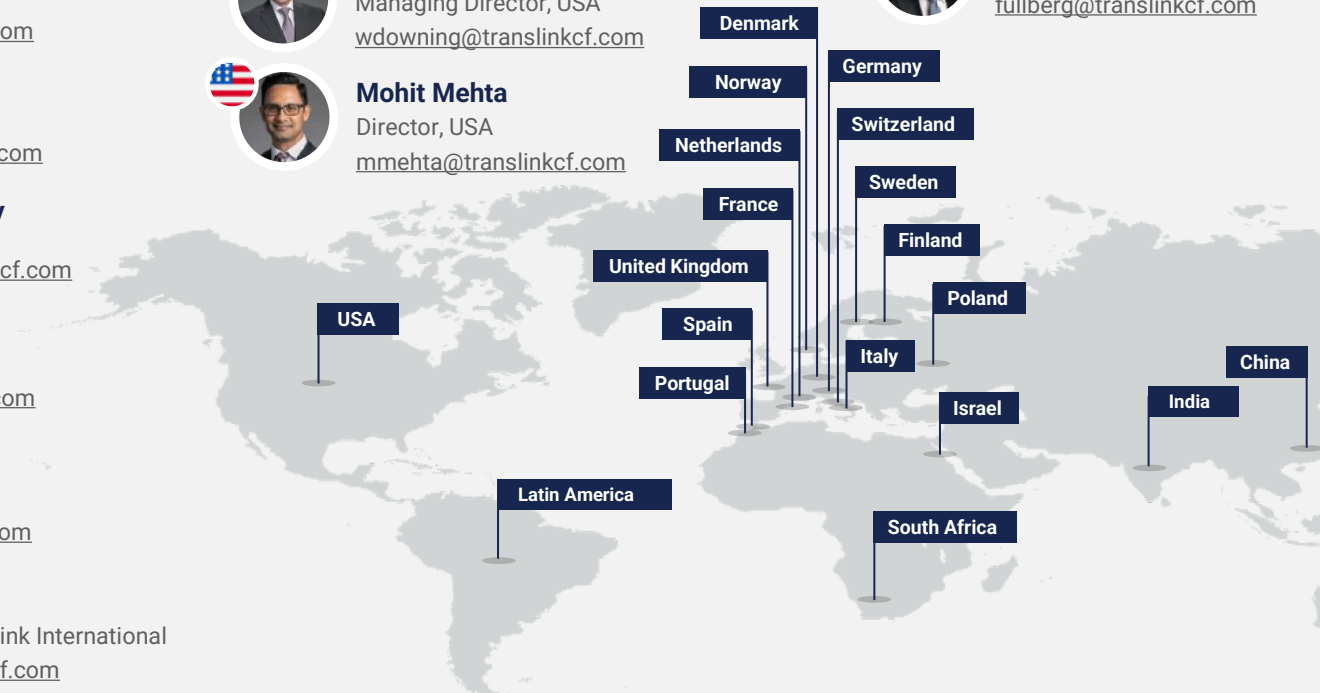 Managing Director, USA
wdowning@translinkcf.com
Mohit Mehta
Director, USA
mmehta@translinkcf.com
fullberg@translinkcf.com
om
com
cf.com
com
om
ink International
f.com
Denmark
Germany
Norway
Switzerland
Netherlands
Sweden
France
Finland
United Kingdom
Poland
USA
Spain
Italy
China
Portugal
India
Israel
Latin America
South Africa